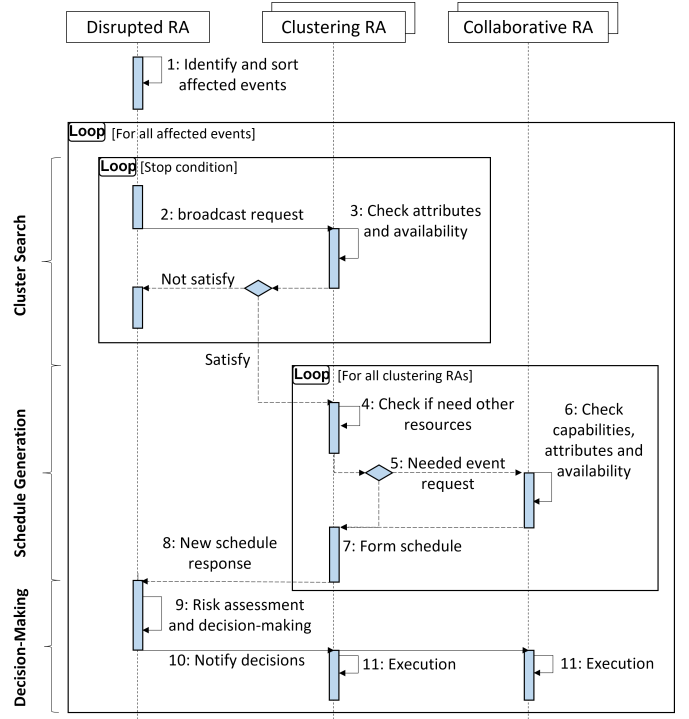 Disrupted RA
Clustering RA
Collaborative RA
1: Identify and sort
affected events
Loop [For all affected events]
Loop [Stop condition]
Cluster Search
2: broadcast request
3: Check attributes
and availability
Not satisfy
Satisfy
Loop [For all clustering RAs]
Schedule Generation
4: Check if need other
resources
6: Check
capabilities,
attributes and
availability
5: Needed event
request
7: Form schedule
8: New schedule
response
Decision-Making
9: Risk assessment
and decision-making
10: Notify decisions
11: Execution
11: Execution